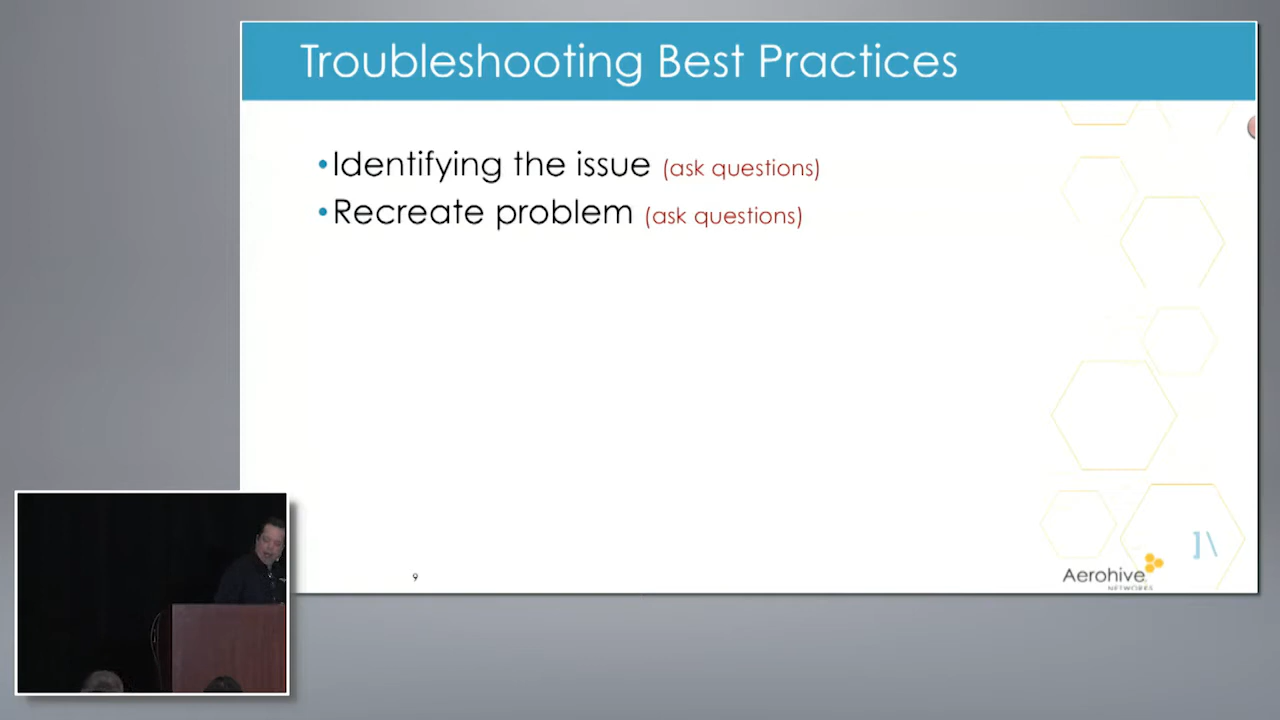 Troubleshooting Best Practices
•Identifying the issue (ask questions)
•Recreate problem (ask questions)
]\
9
Aerohive
NETWORKS